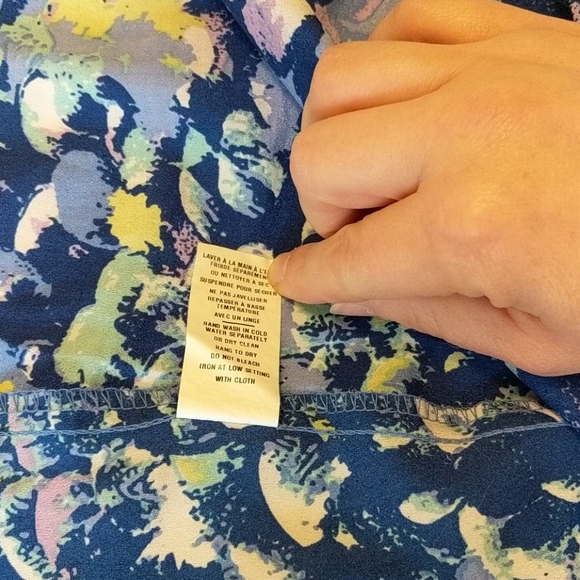 LAVER À LA MAIN À
FROIDE SÉPARÉMENT
OU NETTOYER A SEC
SUSPENDRE POUR SÉCHER
NE PAS JAVELLISER
REPASSER A BASSE
TEMPÉRATURE
AVEC UN LINGE
HAND WASH IN COLD
WATER SEPARATELY
OR DRY CLEAN
HANG TO DRY
DO NOT BLEACH
IRON AT LOW SETTING
WITH CLOTH